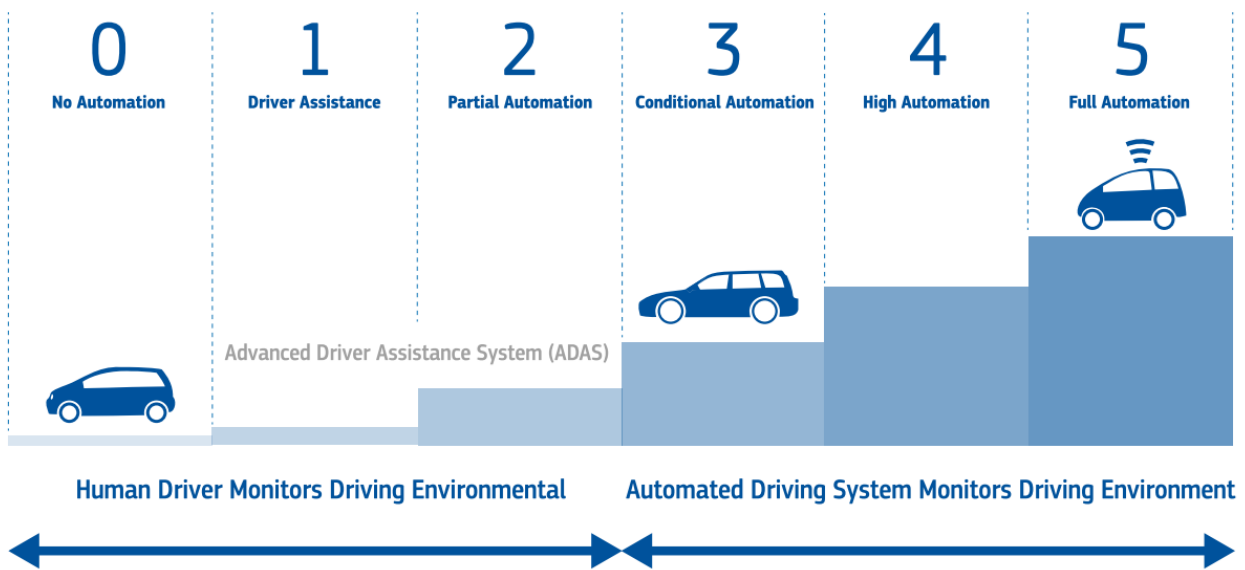 0
1
2
3
4
5
No Automation
Driver Assistance
Partial Automation
Conditional Automation
High Automation
Full Automation
Advanced Driver Assistance System (ADAS)
Human Driver Monitors Driving Environmental
Automated Driving System Monitors Driving Environment